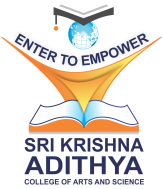 ENTER TO EMPOWER
SRI KRISHNA
ADITHYA
COLLEGE OF ARTS AND SCIENCE